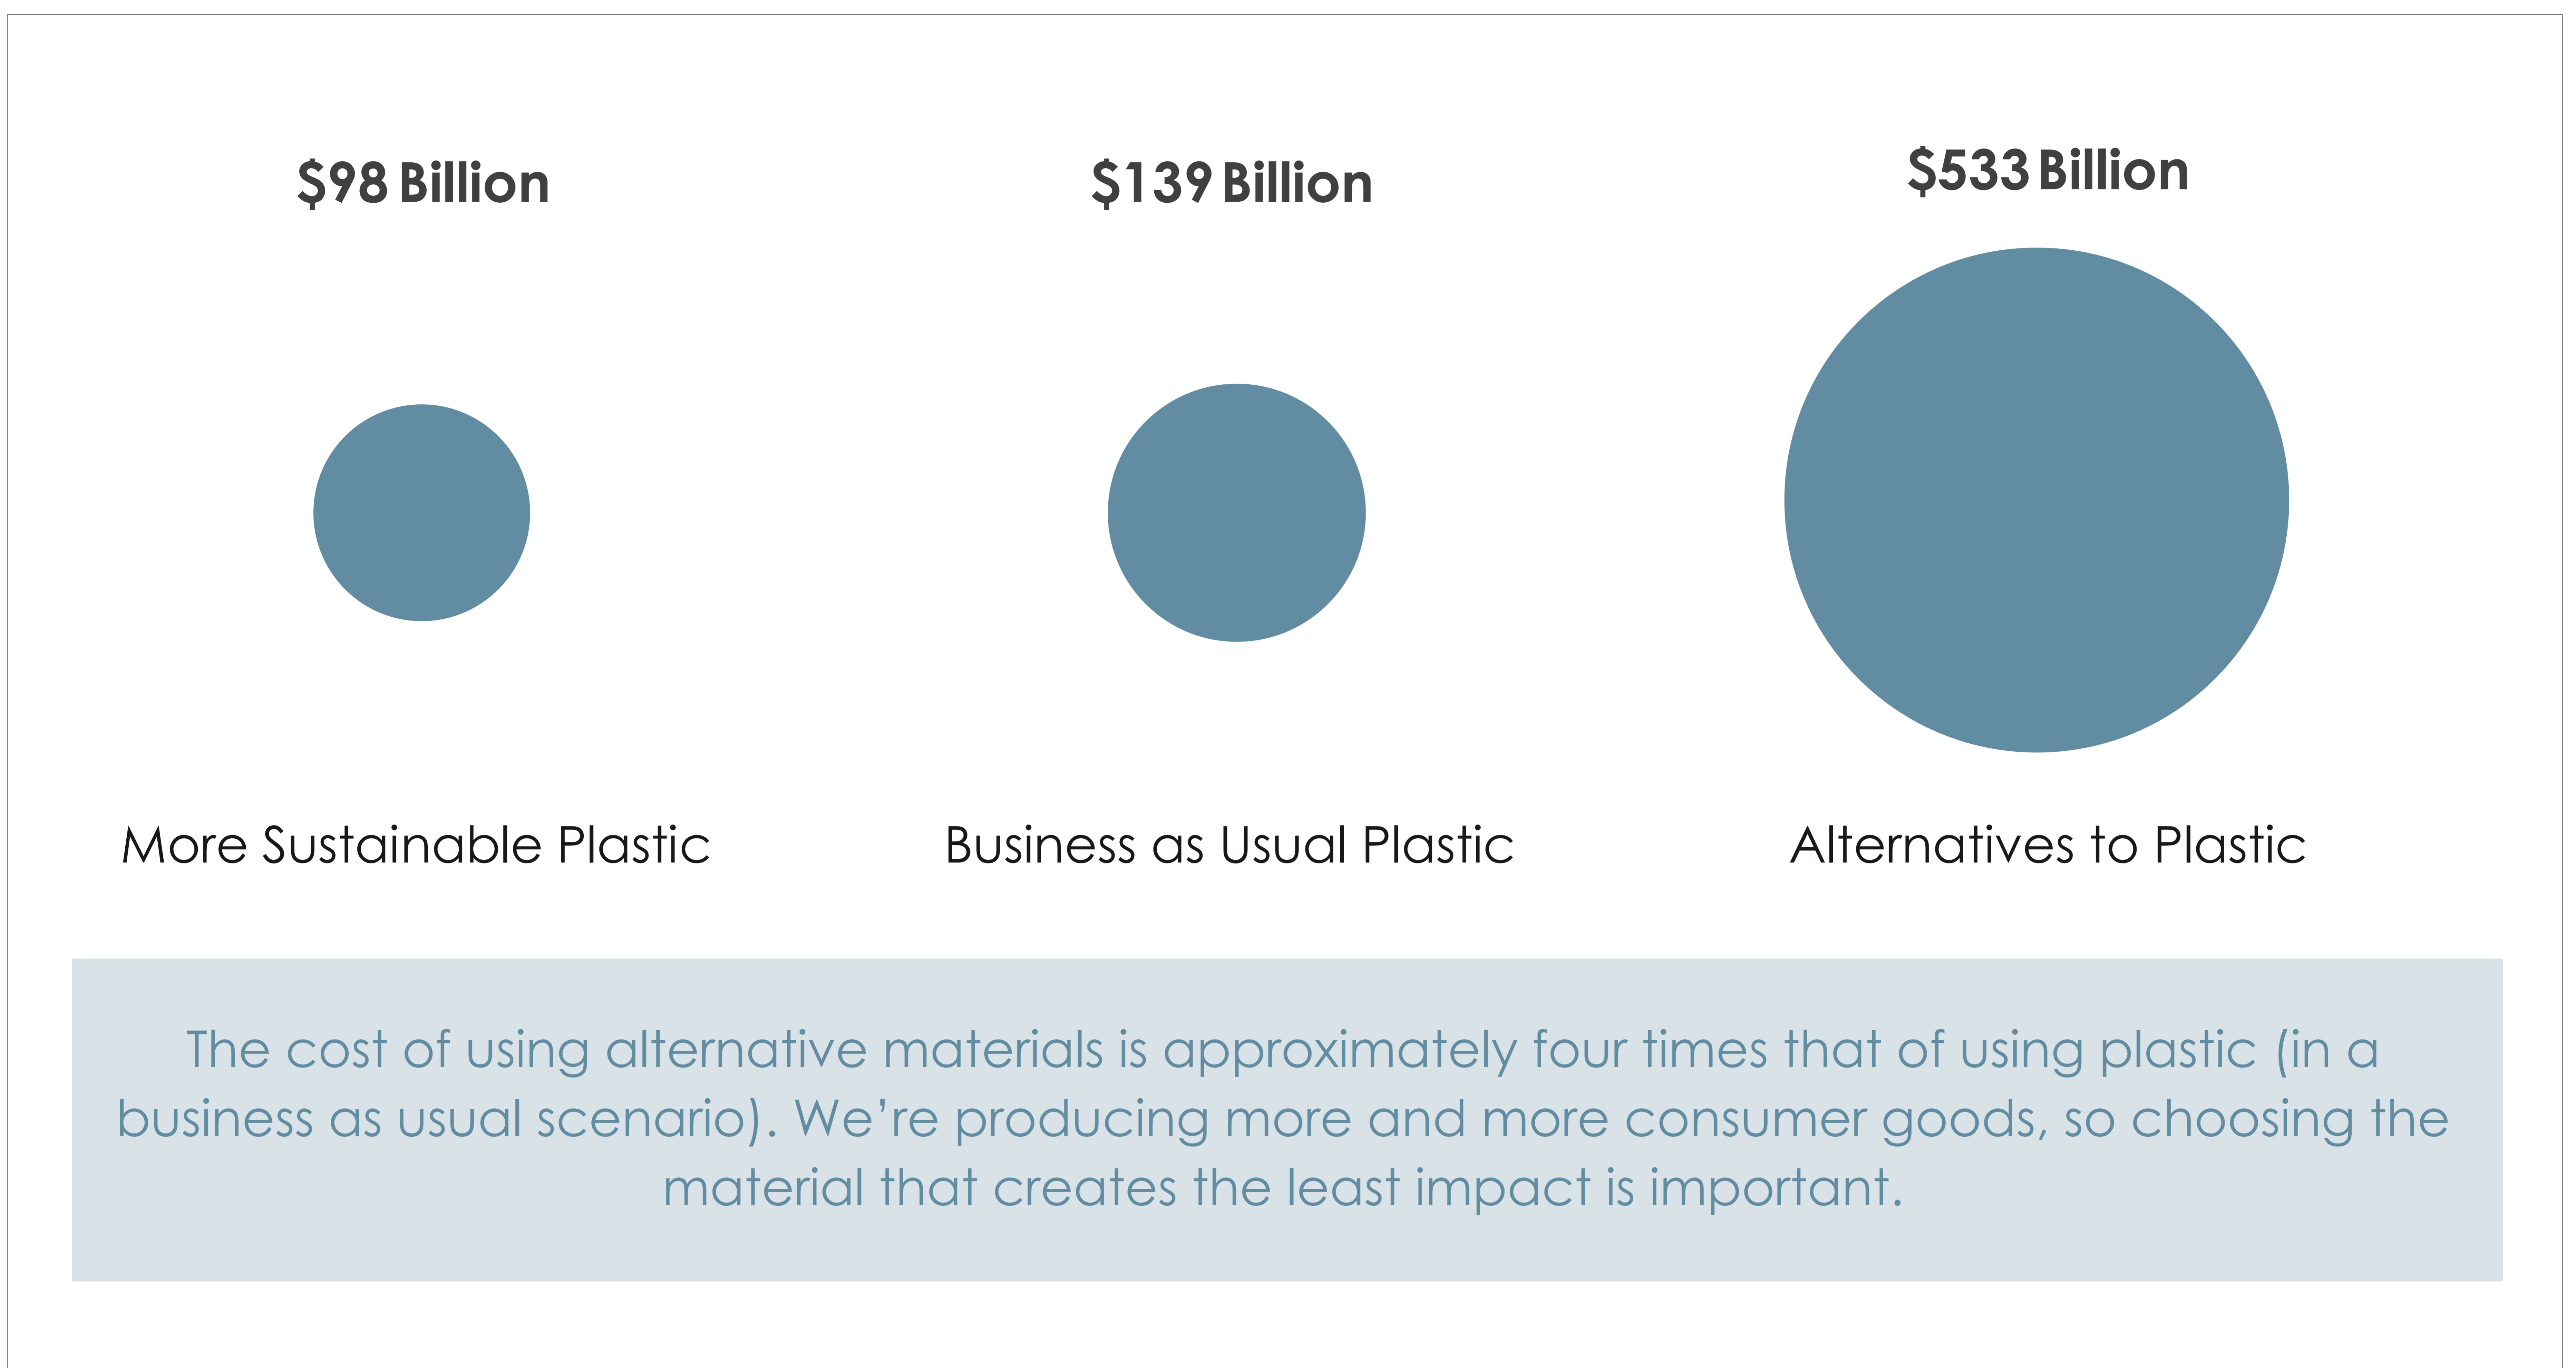 $98 Billion
$139 Billion
$533 Billion
More Sustainable Plastic
Business as Usual Plastic
Alternatives to Plastic
The cost of using alternative materials is approximately four times that of using plastic (in a
business as usual scenario). We’re producing more and more consumer goods, so choosing the
material that creates the least impact is important.